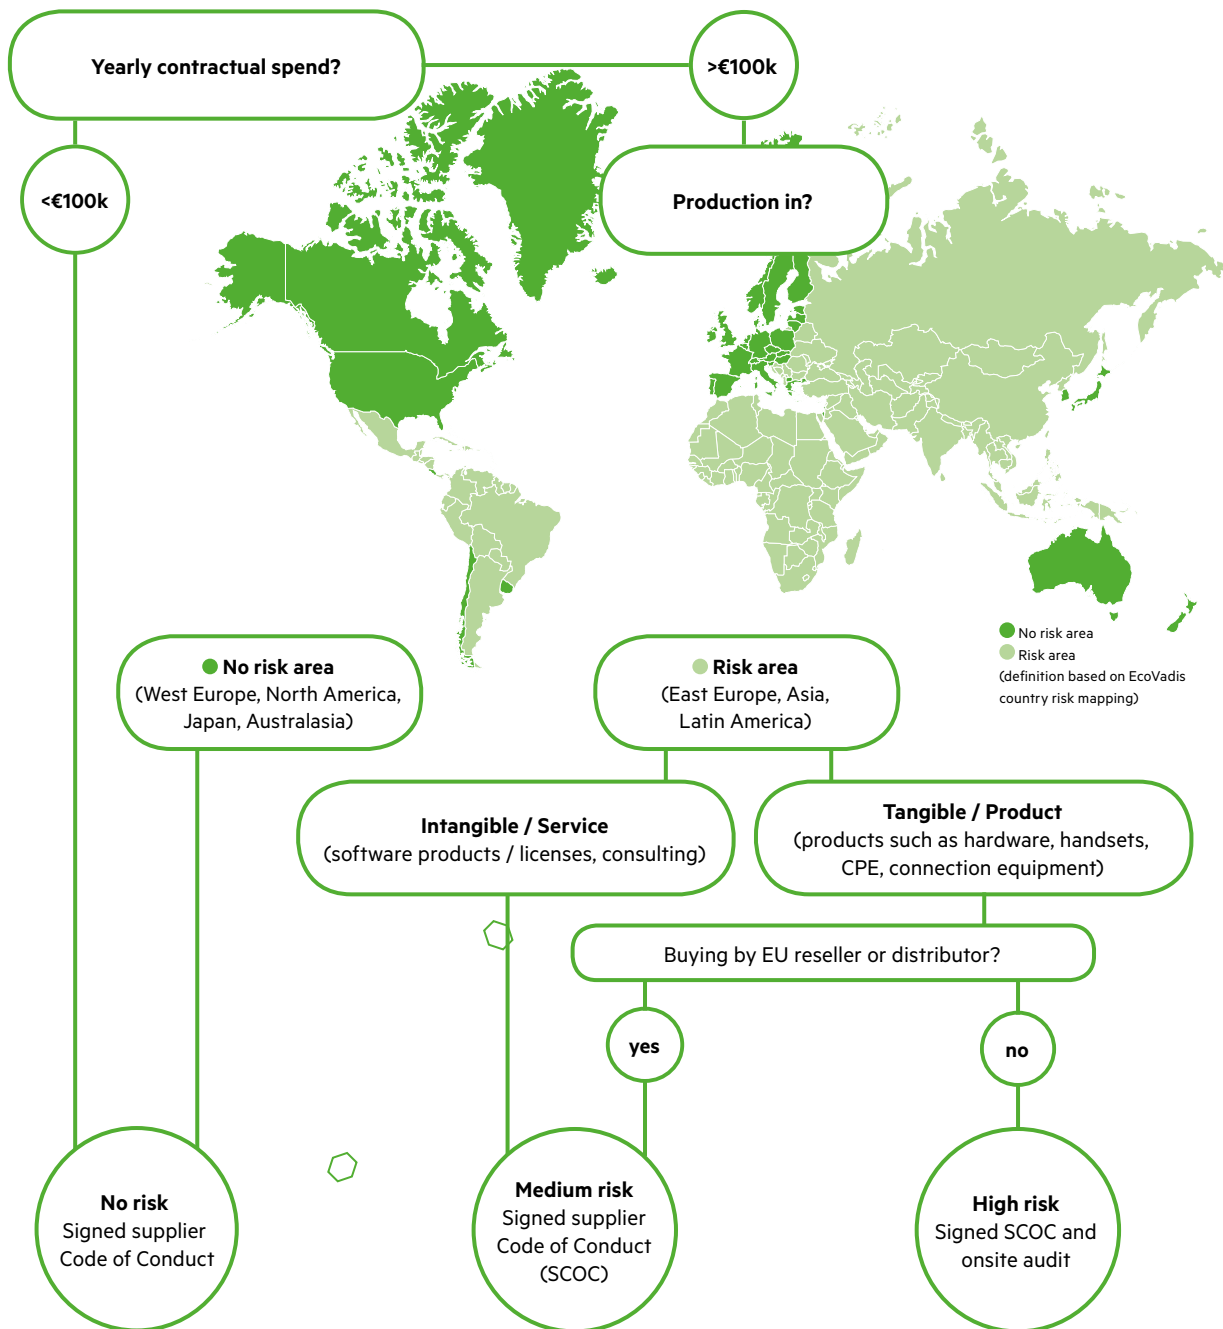 Yearly contractual spend?
>€100k
<€100k
Production in?
No risk area
Risk area
(definition based on EcoVadis
country risk mapping)
No risk area
(West Europe, North America,
Japan, Australasia)
Risk area
(East Europe, Asia,
Latin America)
Intangible / Service
(software products / licenses, consulting)
Tangible / Product
(products such as hardware, handsets,
CPE, connection equipment)
Buying by EU reseller or distributor?
yes
no
No risk
Signed supplier
Code of Conduct
Medium risk
Signed supplier
Code of Conduct
(SCOC)
High risk
Signed SCOC and
onsite audit